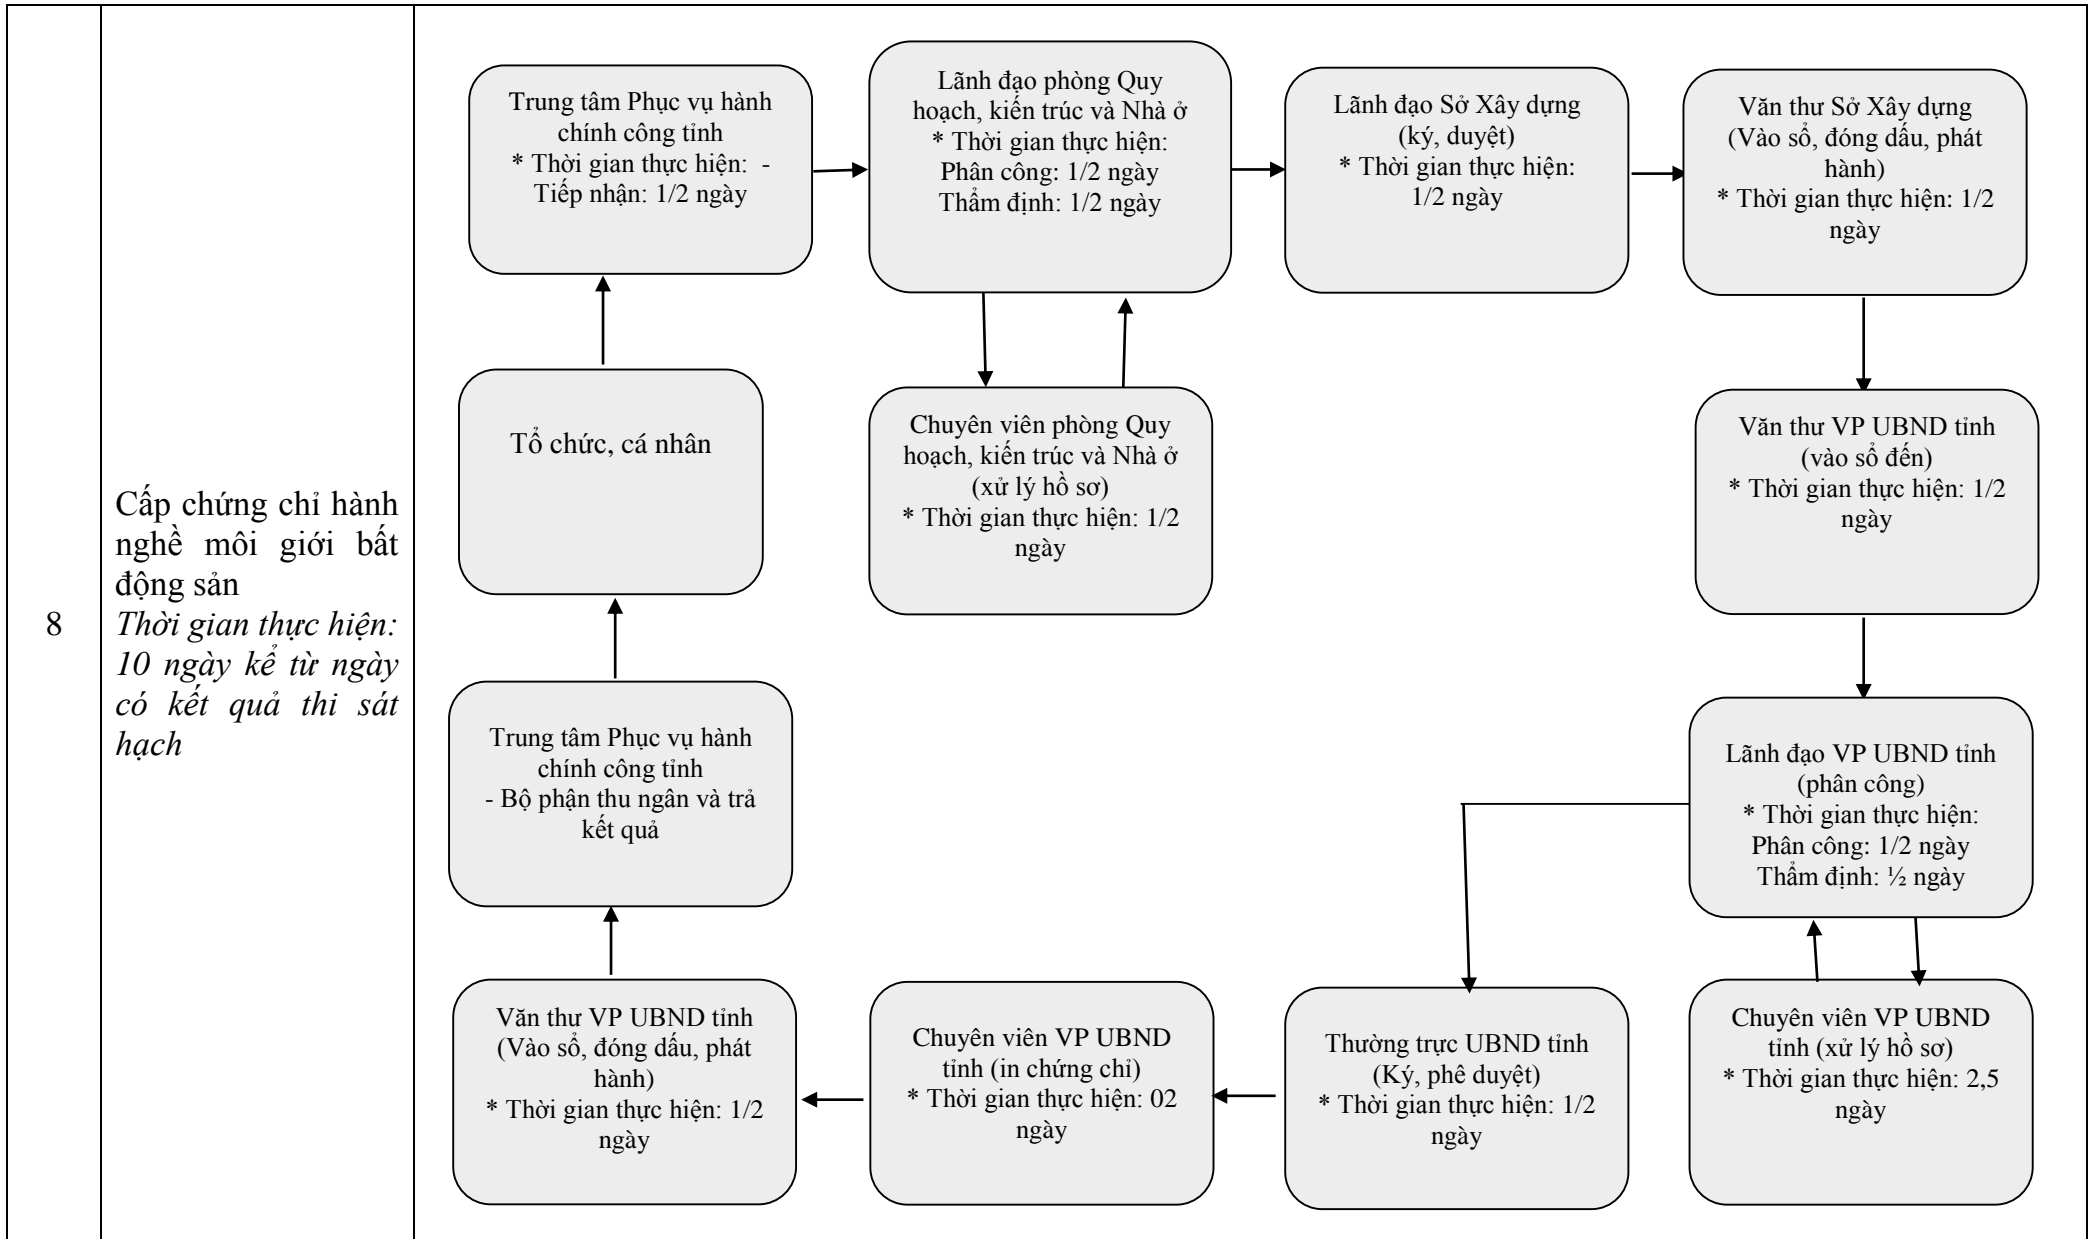 8
Cấp chứng chỉ hành
nghề môi giới bất
động sản
Thời gian thực hiện:
10 ngày kể từ ngày
có kết quả thi sát
hạch
Trung tâm Phục vụ hành
chính công tỉnh
* Thời gian thực hiện: -
Tiếp nhận: 1/2 ngày
Lãnh đạo phòng Quy
hoạch, kiến trúc và Nhà ở
* Thời gian thực hiện:
Phân công: 1/2 ngày
Thẩm định: 1/2 ngày
Lãnh đạo Sở Xây dựng
(ký, duyệt)
* Thời gian thực hiện:
1/2 ngày
Văn thư Sở Xây dựng
(Vào sổ, đóng dấu, phát
hành)
* Thời gian thực hiện: 1/2
ngày
Tổ chức, cá nhân
Chuyên viên phòng Quy
hoạch, kiến trúc và Nhà ở
(xử lý hồ sơ)
* Thời gian thực hiện: 1/2
ngày
Văn thư VP UBND tỉnh
(vào sổ đến)
* Thời gian thực hiện: 1/2
ngày
Trung tâm Phục vụ hành
chính công tỉnh
- Bộ phận thu ngân và trả
kết quả
Lãnh đạo VP UBND tỉnh
(phân công)
* Thời gian thực hiện:
Phân công: 1/2 ngày
Thẩm định: ½ ngày
Văn thư VP UBND tỉnh
(Vào sổ, đóng dấu, phát
hành)
* Thời gian thực hiện: 1/2
ngày
Chuyên viên VP UBND
tỉnh (in chứng chỉ)
* Thời gian thực hiện: 02
ngày
Thường trực UBND tỉnh
(Ký, phê duyệt)
* Thời gian thực hiện: 1/2
ngày
Chuyên viên VP UBND
tỉnh (xử lý hồ sơ)
* Thời gian thực hiện: 2,5
ngày